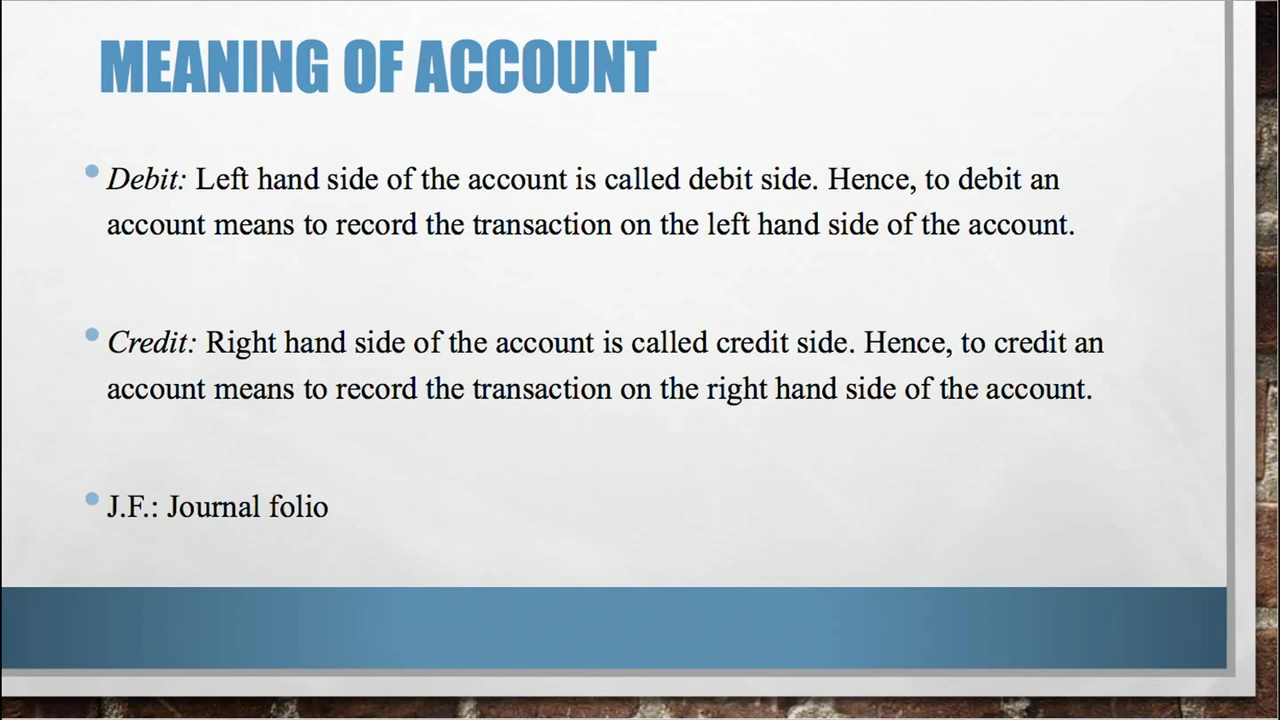 MEANING OF ACCOUNT
Debit: Left hand side of the account is called debit side. Hence, to debit an
account means to record the transaction on the left hand side of the account.
Credit: Right hand side of the account is called credit side. Hence, to credit an
account means to record the transaction on the right hand side of the account.
J.F.: Journal folio